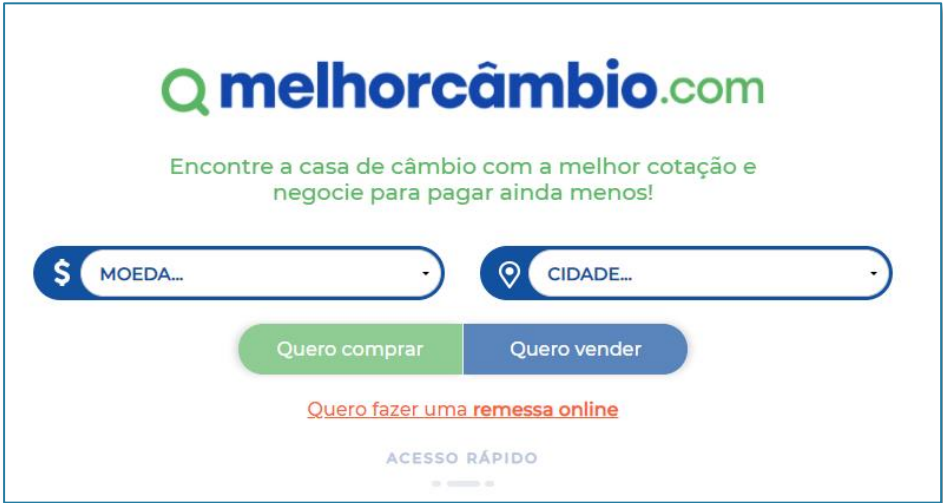 melhorcâmbio.com
Encontre a casa de câmbio com a melhor cotação e
negocie para pagar ainda menos!
$ MOEDA...
CIDADE...
Quero comprar
Quero vender
Quero fazer uma remessa online
ACESSO RÁPIDO